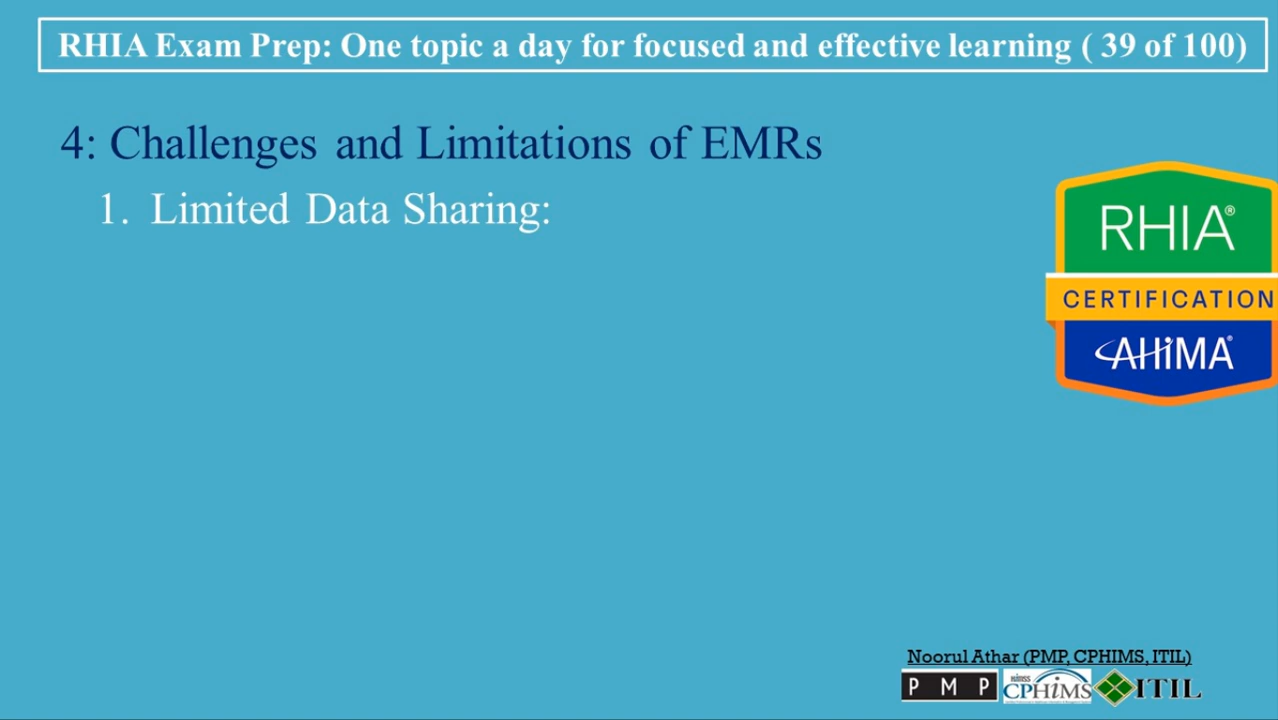 RHIA Exam Prep: One topic a day for focused and effective learning ( 39 of 100)
4: Challenges and Limitations of EMRs
1. Limited Data Sharing:
RHIA®
CERTIFICATION
AHIMA®
Noorul Athar (PMP, CPHIMS, ITIL)
PMP
himss
CPHIMS
ITIL